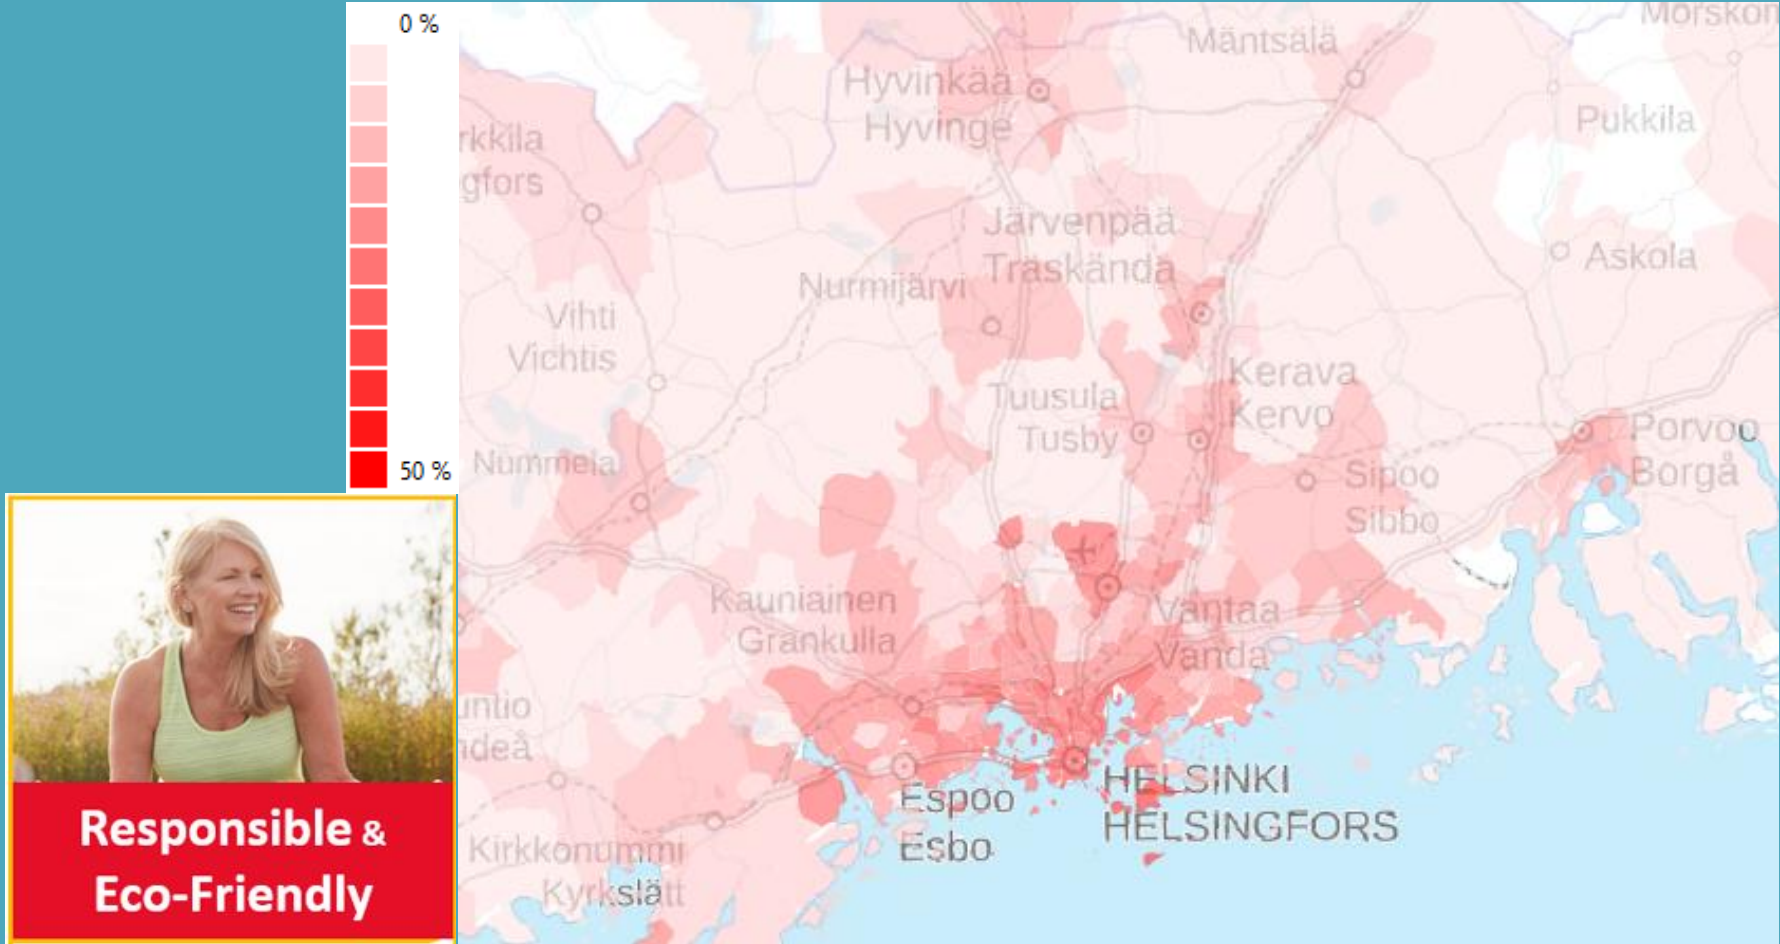 0 %
50 %
Responsible &
Eco-Friendly
Mäntsälä
Hyvinkää
Hyvinge
Pukkila
rkkila
gfors
Järvenpää
Träskända
Askola
Nurmijärvi
Vihti
Vichtis
Kerava
Kervo
Tuusula
Tusby
Porvoo
Borgå
Nummela
Sipoo
Sibbo
Kauniainen
Grankulla
Vantaa
Vanda
untio
ndeå
HELSINKI
HELSINGFORS
Espoo
Esbo
Kirkkonummi
Kyrkslätt